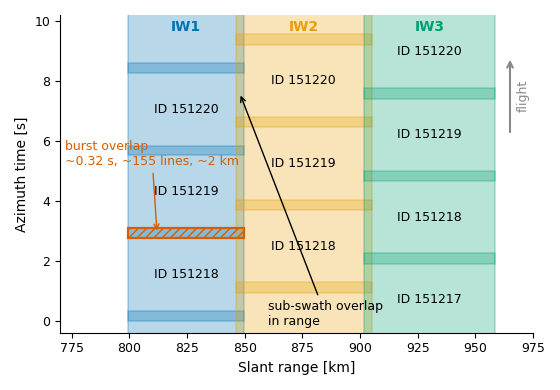 IW1 IW2 IW3
ID 151220
ID 151220
ID 151220
ID 151219
ID 151219
ID 151219
ID 151218
ID 151218
ID 151218
ID 151217
burst overlap
~0.32 s, ~155 lines, ~2 km
sub-swath overlap
in range
flight
Azimuth time [s]
10
8
6
4
2
0
775 800 825 850 875 900 925 950 975
Slant range [km]